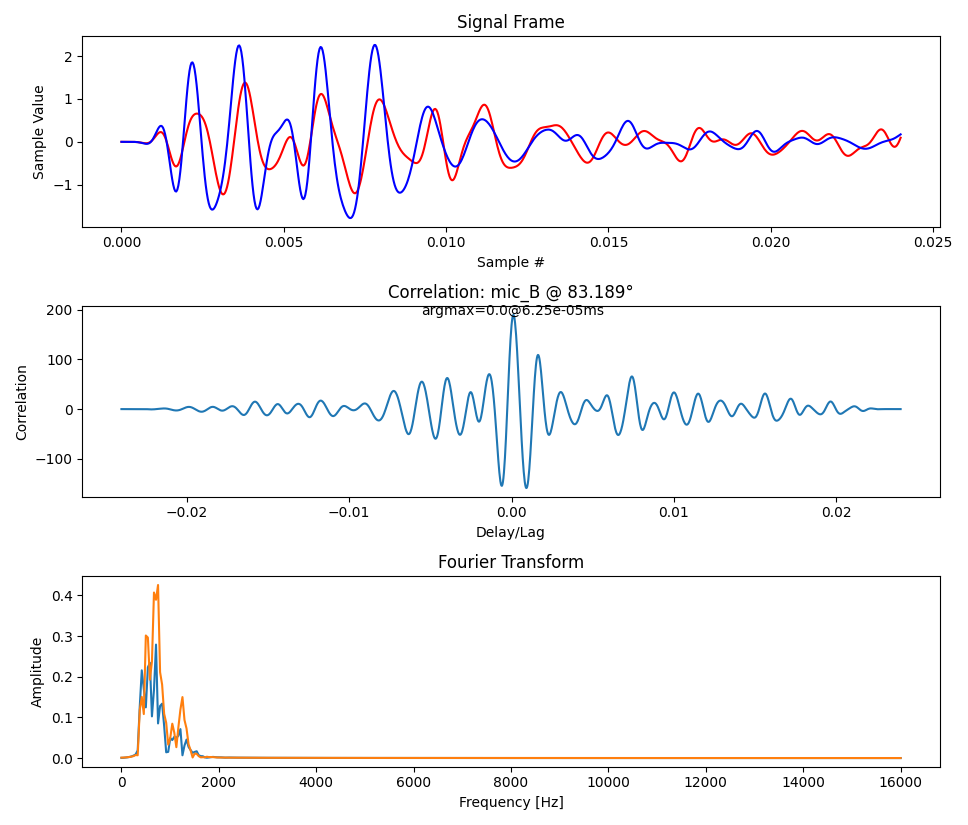 Signal Frame
2
1
0
−1
Sample Value
0.000 0.005 0.010 0.015 0.020 0.025
Sample #
Correlation: mic_B @ 83.189°
argmax=0.0@6.25e-05ms
200
100
0
−100
Correlation
−0.02 −0.01 0.00 0.01 0.02
Delay/Lag
Fourier Transform
0.4
0.3
0.2
0.1
0.0
Amplitude
0 2000 4000 6000 8000 10000 12000 14000 16000
Frequency [Hz]